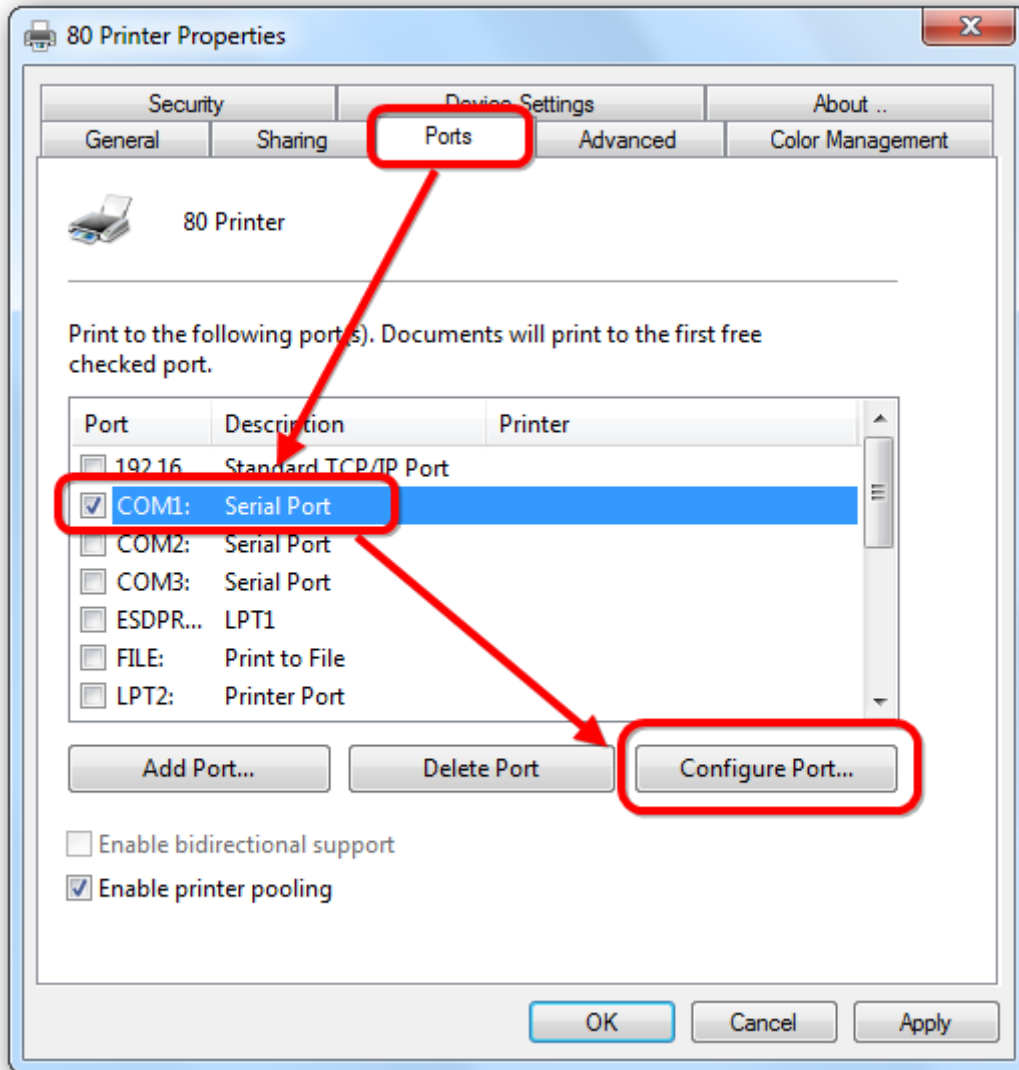 80 Printer Properties
Security Device Settings About ..
General Sharing Ports Advanced Color Management
80 Printer
Print to the following port(s). Documents will print to the first free
checked port.
Port Description Printer
192.16... Standard TCP/IP Port
COM1: Serial Port
COM2: Serial Port
COM3: Serial Port
ESDPR... LPT1
FILE: Print to File
LPT2: Printer Port
Add Port... Delete Port Configure Port...
Enable bidirectional support
Enable printer pooling
OK Cancel Apply